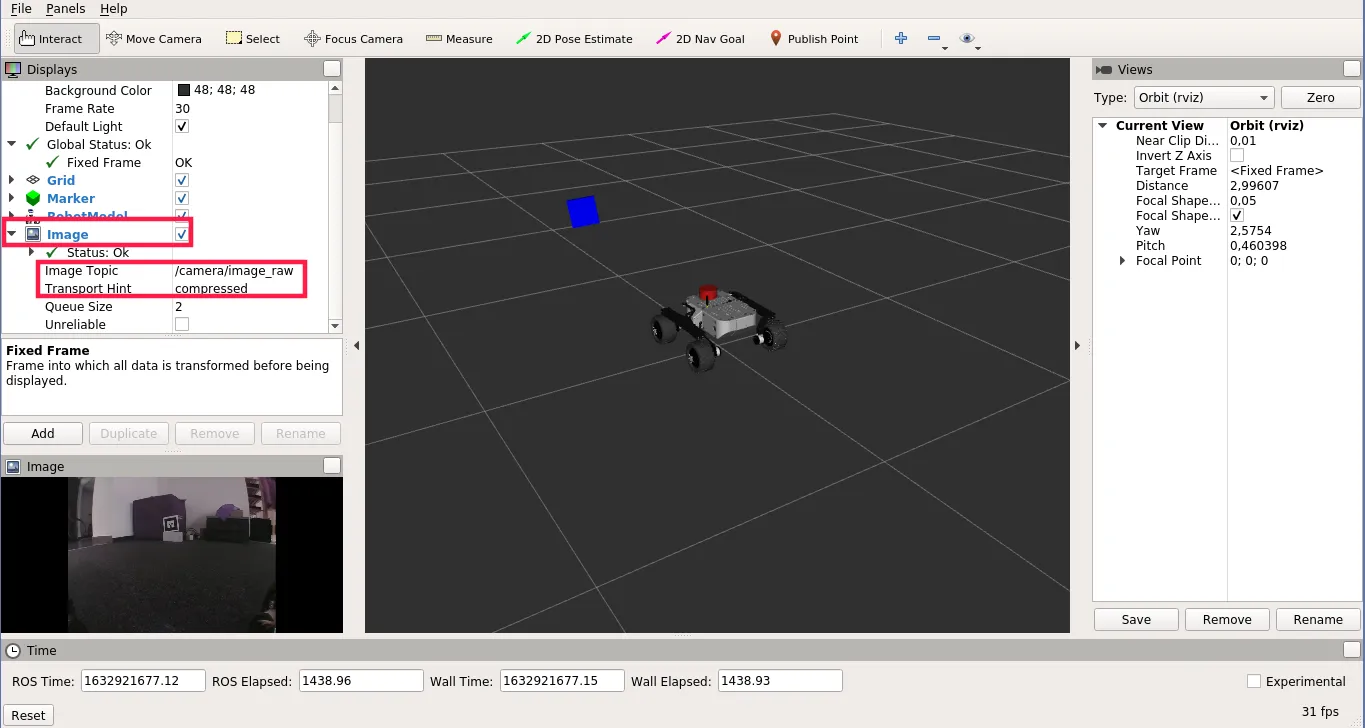 File Panels Help
Interact Move Camera Select Focus Camera Measure 2D Pose Estimate 2D Nav Goal Publish Point
Displays
Background Color 48; 48; 48
Frame Rate 30
Default Light
Global Status: Ok
Fixed Frame OK
Grid
Marker
RobotModel
Image
Status: Ok
Image Topic /camera/image_raw
Transport Hint compressed
Queue Size 2
Unreliable
Fixed Frame
Frame into which all data is transformed before being
displayed.
Add Duplicate Remove Rename
Image
Views
Type: Orbit (rviz) Zero
Current View Orbit (rviz)
Near Clip Di... 0,01
Invert Z Axis
Target Frame <Fixed Frame>
Distance 2,99607
Focal Shape... 0,05
Focal Shape...
Yaw 2,5754
Pitch 0,460398
Focal Point 0; 0; 0
Save Remove Rename
Time
ROS Time: 1632921677.12 ROS Elapsed: 1438.96 Wall Time: 1632921677.15 Wall Elapsed: 1438.93 Experimental
Reset 31 fps